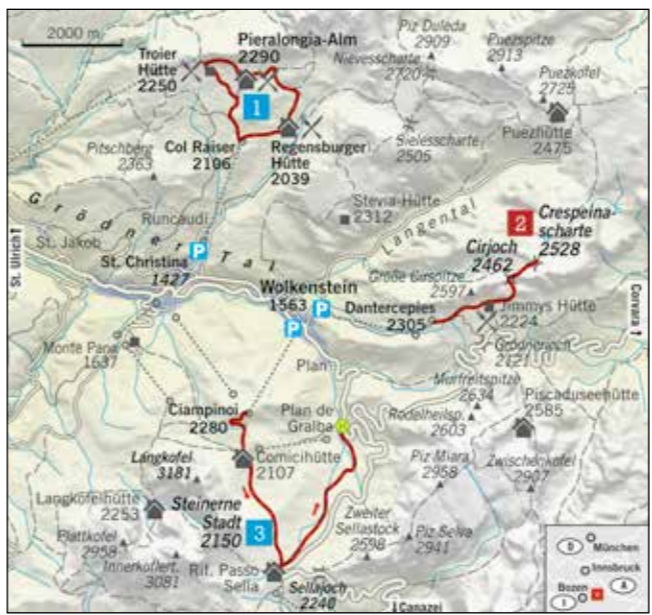 2000 m
Troier
Hütte
2250
Pieralongia-Alm
2290
Piz Duleda
2909
Puezspitze
2913
Nivesscharte
2720
Puezkofel
2725
1
Puezhütte
2475
Pitschberg
2363
Col Raiser
2106
Regensburger
Hütte
2039
Sielesscharte
2505
Grödner Tal
Runcaudi
St. Jakob
St. Ulrich ↑
P
St. Christina
1427
Stevia-Hütte
2312
Langental
2
Crespeina-
scharte
2528
Cirjoch
2462
Große Cirspitze
2597
Wolkenstein
1563
P
P
Dantercepies
2305
Jimmys Hütte
2224
Corvara ↑
Grödnerjoch
2121
Monte Pana
1637
Plan
Murfreitspitze
2634
Piscaduseehütte
2585
Ciampinoi
2280
Plan de
Gralba
Rodelheilsp.
2603
Langkofel
3181
Comicihütte
2107
Piz Miara
2958
Zwischenkofel
2907
Langkofelhütte
2253
Steinerne
Stadt
2150
3
Zweiter
Sellastock
2598
Piz Selva
2941
Plattkofel
2958
Innerkoflert.
3081
Rif. Passo
Sella
Sellajoch
2240
↓ Canazei
D
München
Innsbruck
A
Bozen
I